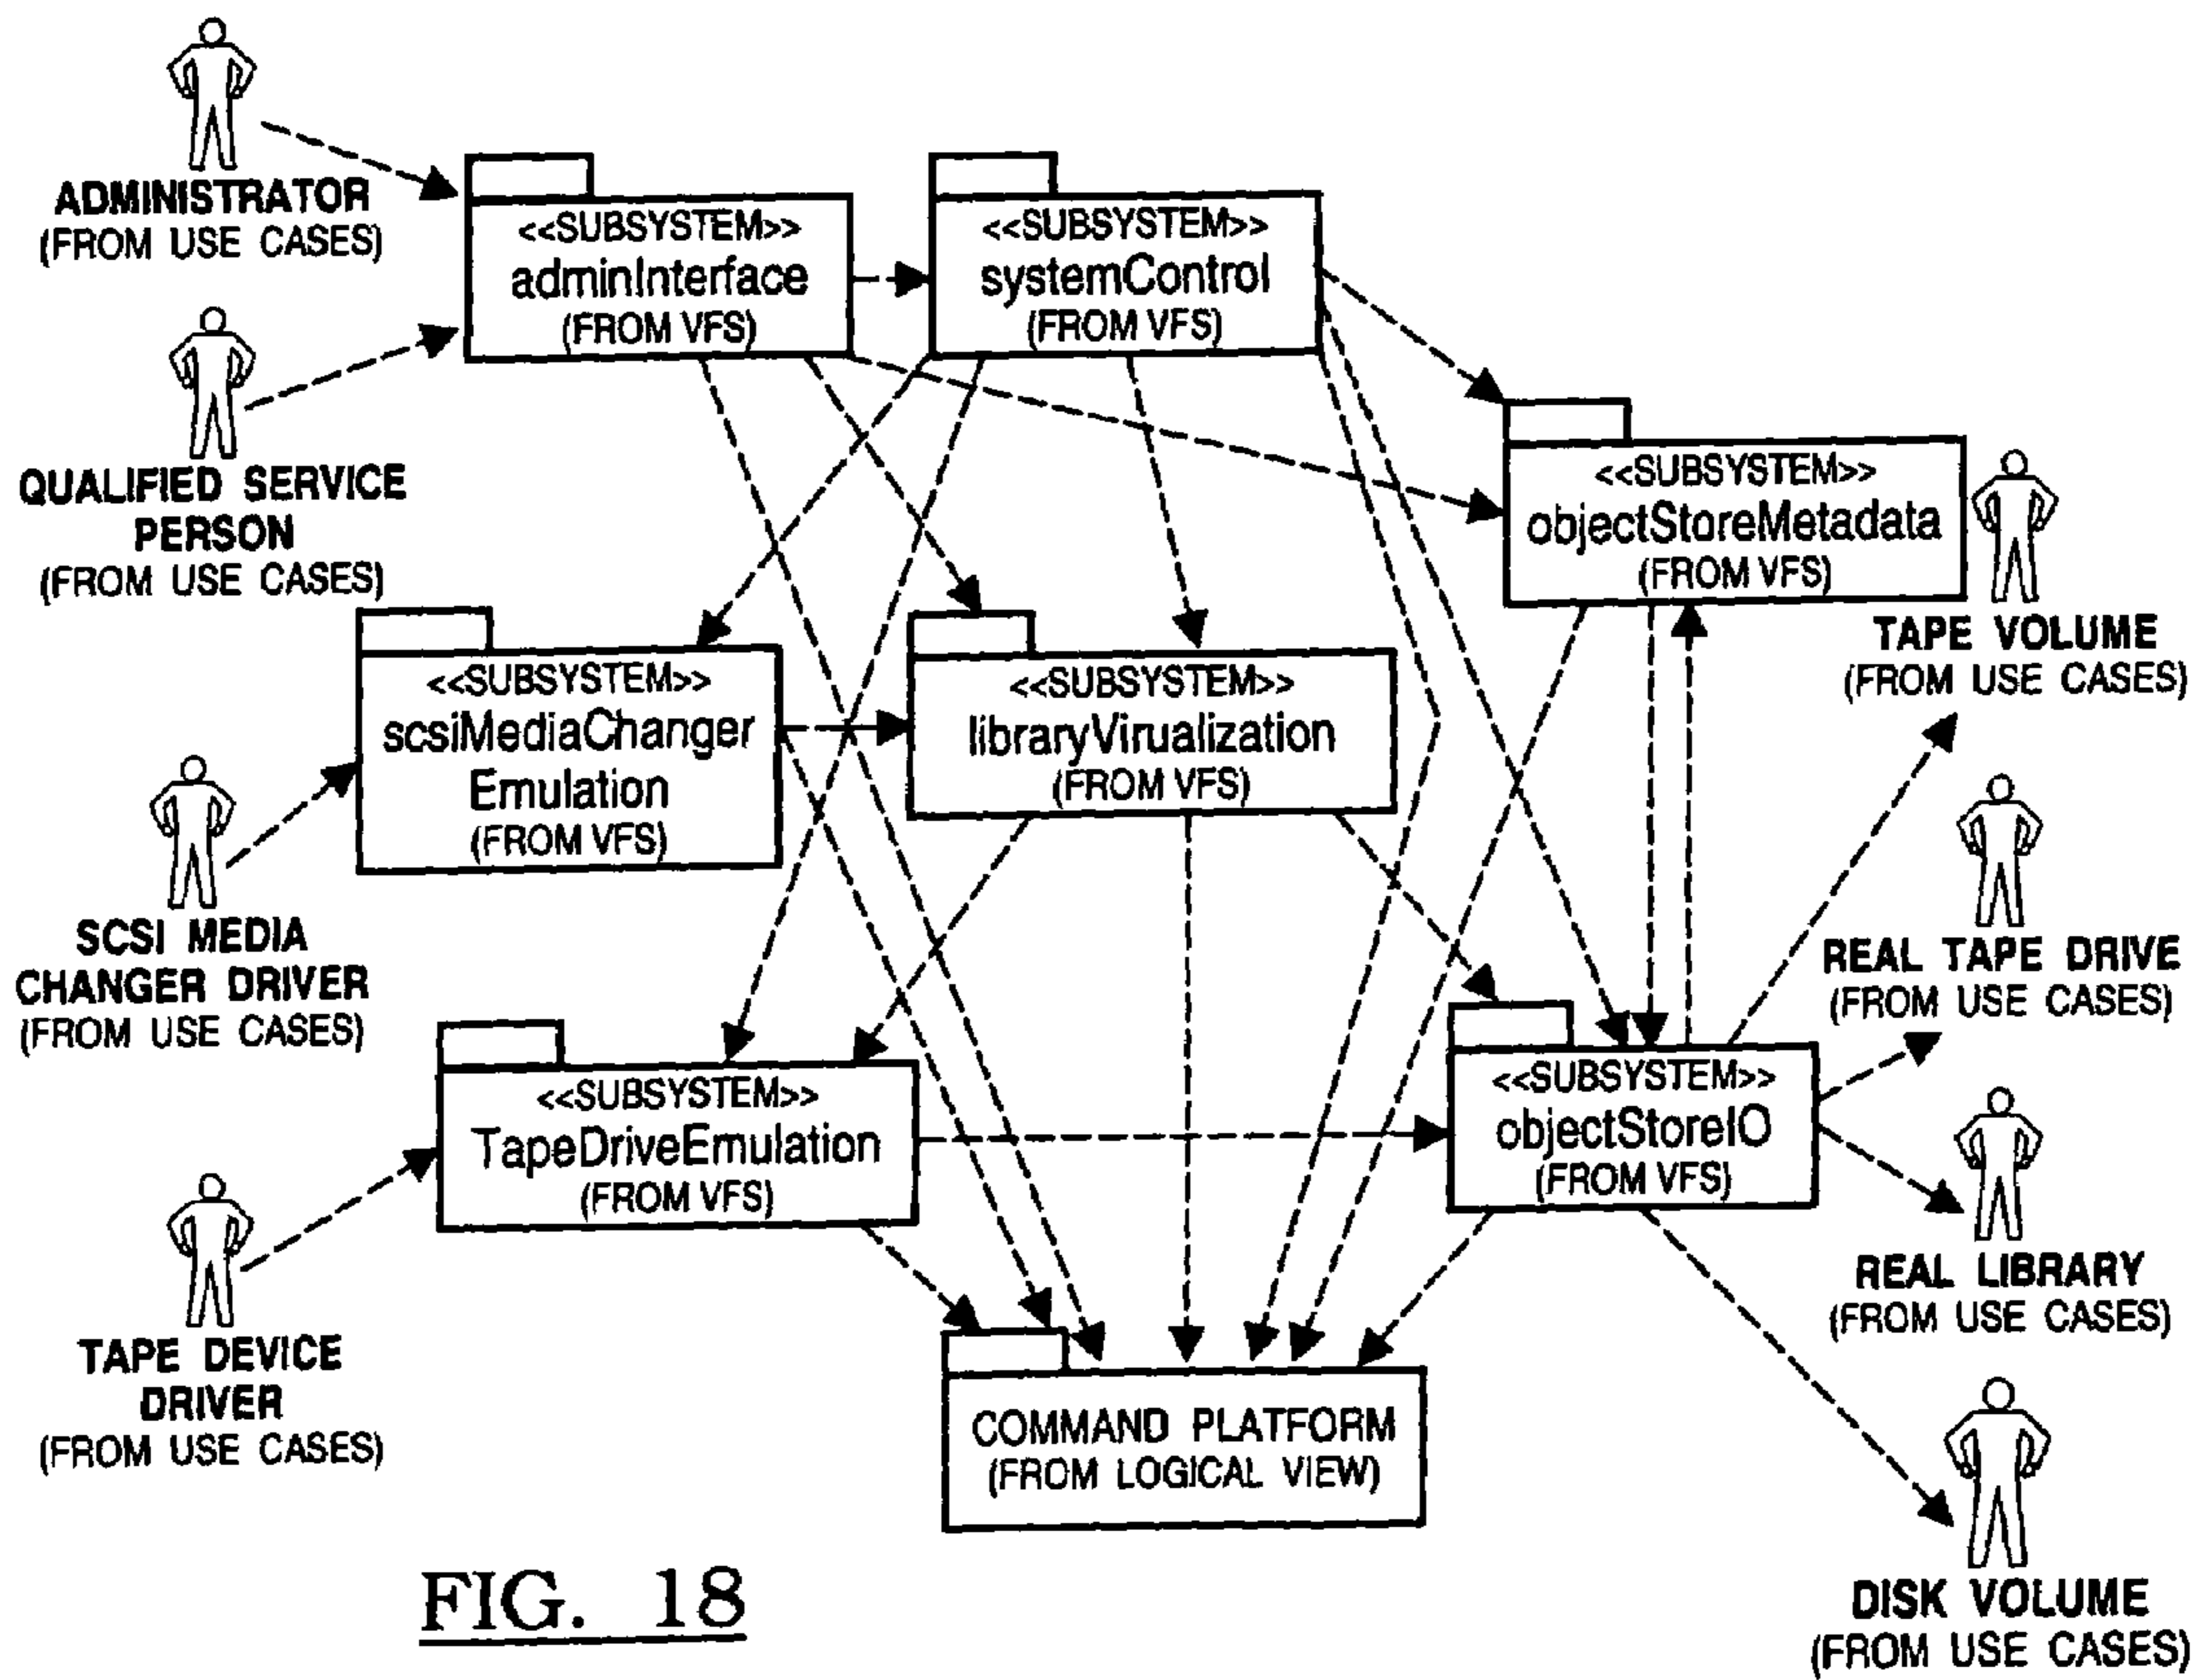 ADMINISTRATOR
(FROM USE CASES)
<<SUBSYSTEM>>
adminInterface
(FROM VFS)
<<SUBSYSTEM>>
systemControl
(FROM VFS)
QUALIFIED SERVICE
PERSON
(FROM USE CASES)
<<SUBSYSTEM>>
objectStoreMetadata
(FROM VFS)
TAPE VOLUME
(FROM USE CASES)
<<SUBSYSTEM>>
scsiMediaChanger
Emulation
(FROM VFS)
<<SUBSYSTEM>>
libraryVirualization
(FROM VFS)
SCSI MEDIA
CHANGER DRIVER
(FROM USE CASES)
REAL TAPE DRIVE
(FROM USE CASES)
<<SUBSYSTEM>>
TapeDriveEmulation
(FROM VFS)
<<SUBSYSTEM>>
objectStoreIO
(FROM VFS)
REAL LIBRARY
(FROM USE CASES)
TAPE DEVICE
DRIVER
(FROM USE CASES)
COMMAND PLATFORM
(FROM LOGICAL VIEW)
DISK VOLUME
(FROM USE CASES)
FIG. 18